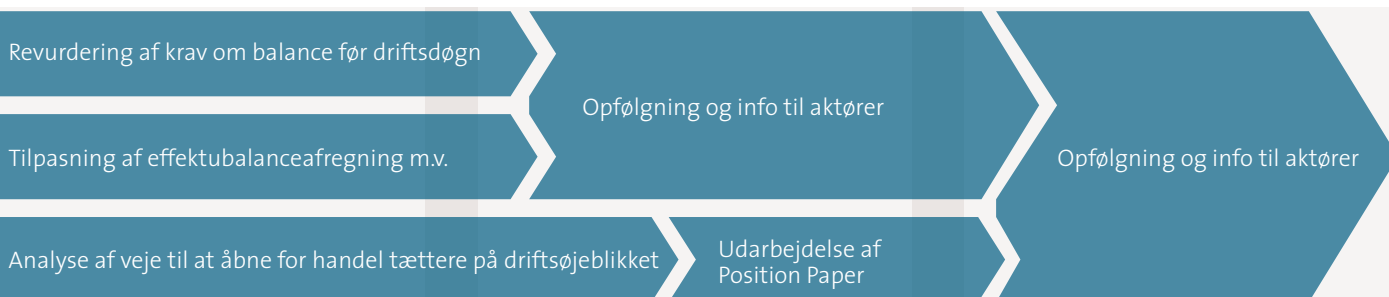 Revurdering af krav om balance før driftsdøgn
Opfølgning og info til aktører
Tilpasning af effektubalanceafregning m.v.
Opfølgning og info til aktører
Analyse af veje til at åbne for handel tættere på driftsøjeblikket
Udarbejdelse af
Position Paper